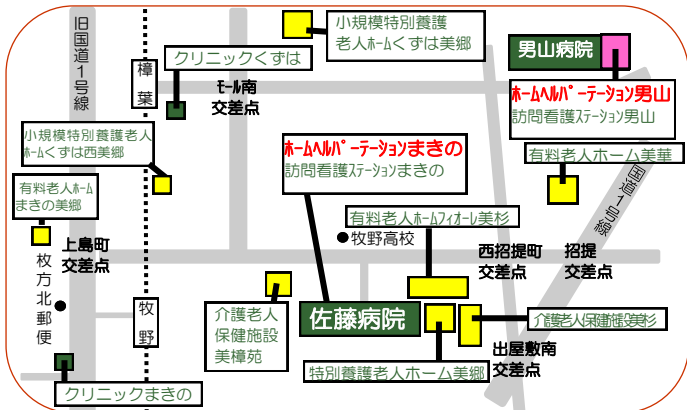 旧国道1号線
樟葉
クリニックくずは
モール南
交差点
小規模特別養護
老人ホームくずは美郷
男山病院
ホームヘルパーテーション男山
訪問看護ステーション男山
有料老人ホーム美華
国道1号線
小規模特別養護老人
ホームくずは西美郷
ホームヘルパーテーションまきの
訪問看護ステーションまきの
有料老人ホーム
まきの美郷
有料老人ホームフィオーレ美杉
牧野高校
上島町
交差点
西招提町
交差点
招提
交差点
枚方北郵便
牧野
介護老人
保健施設
美樟苑
佐藤病院
介護老人保健施設美杉
出屋敷南
交差点
特別養護老人ホーム美郷
クリニックまきの